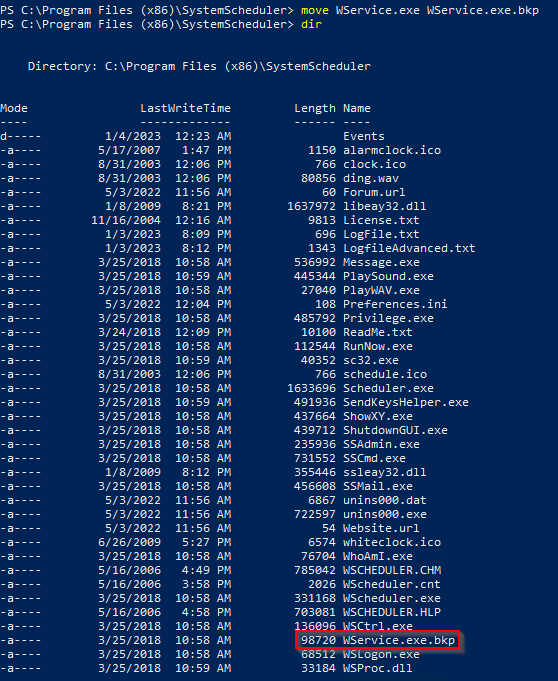 PS C:\Program Files (x86)\SystemScheduler> move WService.exe WService.exe.bkp
PS C:\Program Files (x86)\SystemScheduler> dir
Directory: C:\Program Files (x86)\SystemScheduler
Mode LastWriteTime Length Name
---- ------------- ------ ----
d----- 1/4/2023 12:23 AM Events
-a---- 5/17/2007 1:47 PM 1150 alarmclock.ico
-a---- 8/31/2003 12:06 PM 766 clock.ico
-a---- 8/31/2003 12:06 PM 80856 ding.wav
-a---- 5/3/2022 11:56 AM 60 Forum.url
-a---- 1/8/2009 8:21 PM 1637972 libeay32.dll
-a---- 11/16/2004 12:16 AM 9813 License.txt
-a---- 1/3/2023 8:09 PM 696 LogFile.txt
-a---- 1/3/2023 8:12 PM 1343 LogfileAdvanced.txt
-a---- 3/25/2018 10:58 AM 536992 Message.exe
-a---- 3/25/2018 10:59 AM 445344 PlaySound.exe
-a---- 3/25/2018 10:58 AM 27040 PlayWAV.exe
-a---- 5/3/2022 12:04 PM 108 Preferences.ini
-a---- 3/25/2018 10:58 AM 485792 Privilege.exe
-a---- 3/24/2018 12:09 PM 10100 ReadMe.txt
-a---- 3/25/2018 10:58 AM 112544 RunNow.exe
-a---- 3/25/2018 10:59 AM 40352 sc32.exe
-a---- 8/31/2003 12:06 PM 766 schedule.ico
-a---- 3/25/2018 10:58 AM 1633696 Scheduler.exe
-a---- 3/25/2018 10:59 AM 491936 SendKeysHelper.exe
-a---- 3/25/2018 10:58 AM 437664 ShowXY.exe
-a---- 3/25/2018 10:58 AM 439712 ShutdownGUI.exe
-a---- 3/25/2018 10:58 AM 235936 SSAdmin.exe
-a---- 3/25/2018 10:58 AM 731552 SSCmd.exe
-a---- 1/8/2009 8:12 PM 355446 ssleay32.dll
-a---- 3/25/2018 10:58 AM 456608 SSMail.exe
-a---- 5/3/2022 11:56 AM 6867 unins000.dat
-a---- 5/3/2022 11:56 AM 722597 unins000.exe
-a---- 5/3/2022 11:56 AM 54 Website.url
-a---- 6/26/2009 5:27 PM 6574 whiteclock.ico
-a---- 3/25/2018 10:58 AM 76704 WhoAmI.exe
-a---- 5/16/2006 4:49 PM 785042 WSCHEDULER.CHM
-a---- 5/16/2006 3:58 PM 2026 WScheduler.cnt
-a---- 3/25/2018 10:58 AM 331168 WScheduler.exe
-a---- 5/16/2006 4:58 PM 703081 WSCHEDULER.HLP
-a---- 3/25/2018 10:58 AM 136096 WSCtrl.exe
-a---- 3/25/2018 10:58 AM 98720 WService.exe.bkp
-a---- 3/25/2018 10:58 AM 68512 WSLogon.exe
-a---- 3/25/2018 10:59 AM 33184 WSProc.dll